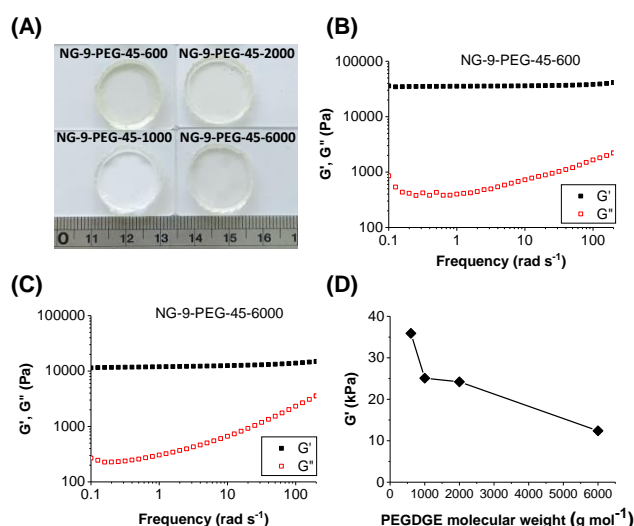 (A)
NG-9-PEG-45-600
NG-9-PEG-45-2000
NG-9-PEG-45-1000
NG-9-PEG-45-6000
0 11 12 13 14 15 16 1
(B)
NG-9-PEG-45-600
G', G" (Pa)
100000
10000
1000
100
0.1 1 10 100
Frequency (rad s⁻¹)
G'
G"
(C)
NG-9-PEG-45-6000
G', G" (Pa)
100000
10000
1000
100
0.1 1 10 100
Frequency (rad s⁻¹)
G'
G"
(D)
G' (kPa)
40
30
20
10
0
0 1000 2000 3000 4000 5000 6000
PEGDGE molecular weight (g mol⁻¹)